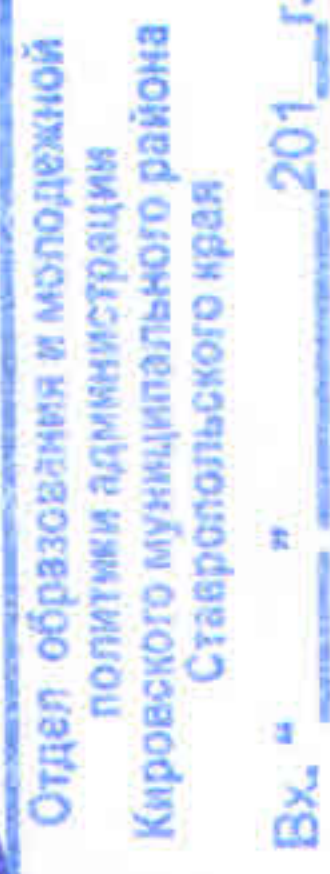 Отдел образования и молодежной
политики администрации
Кировского муниципального района
Ставропольского края
Вх. " " 201 г.